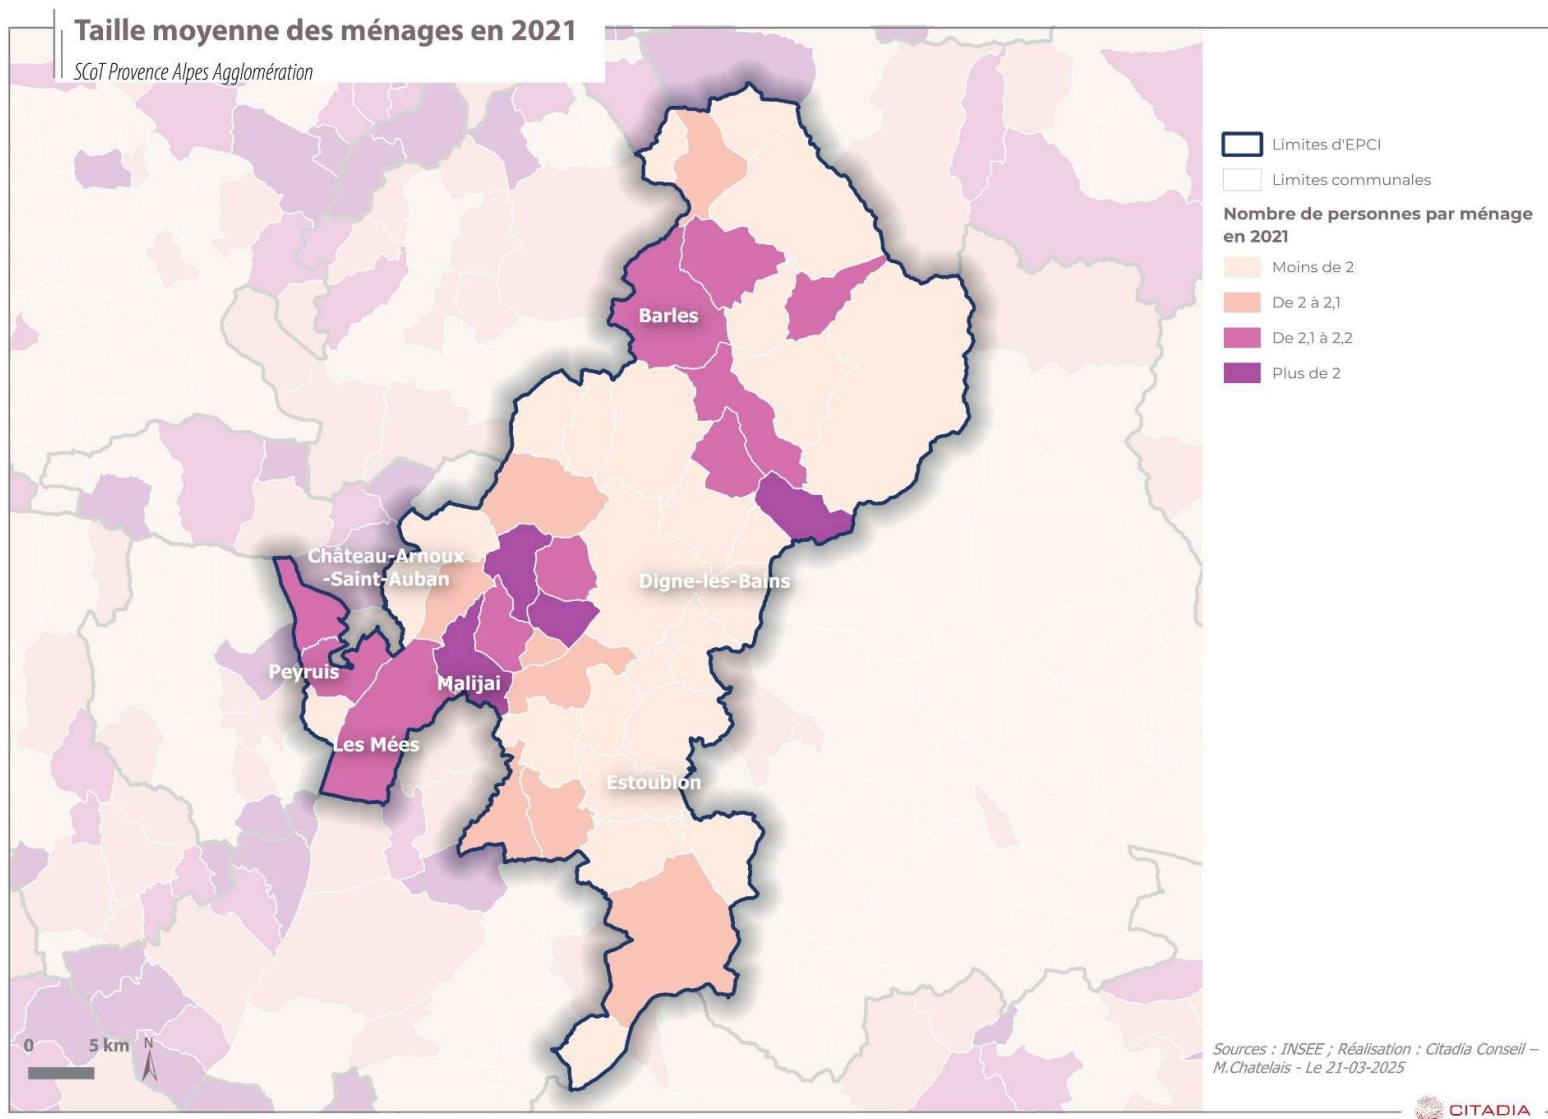 Taille moyenne des ménages en 2021
SCoT Provence Alpes Agglomération
Limites d'EPCI
Limites communales
Nombre de personnes par ménage
en 2021
Moins de 2
De 2 à 2,1
De 2,1 à 2,2
Plus de 2
Barles
Château-Arnoux
-Saint-Auban
Digne-les-Bains
Peyruis
Malijai
Les Mées
Estoublon
0 5 km
N
Sources : INSEE ; Réalisation : Citadia Conseil –
M.Chatelais - Le 21-03-2025
CITADIA